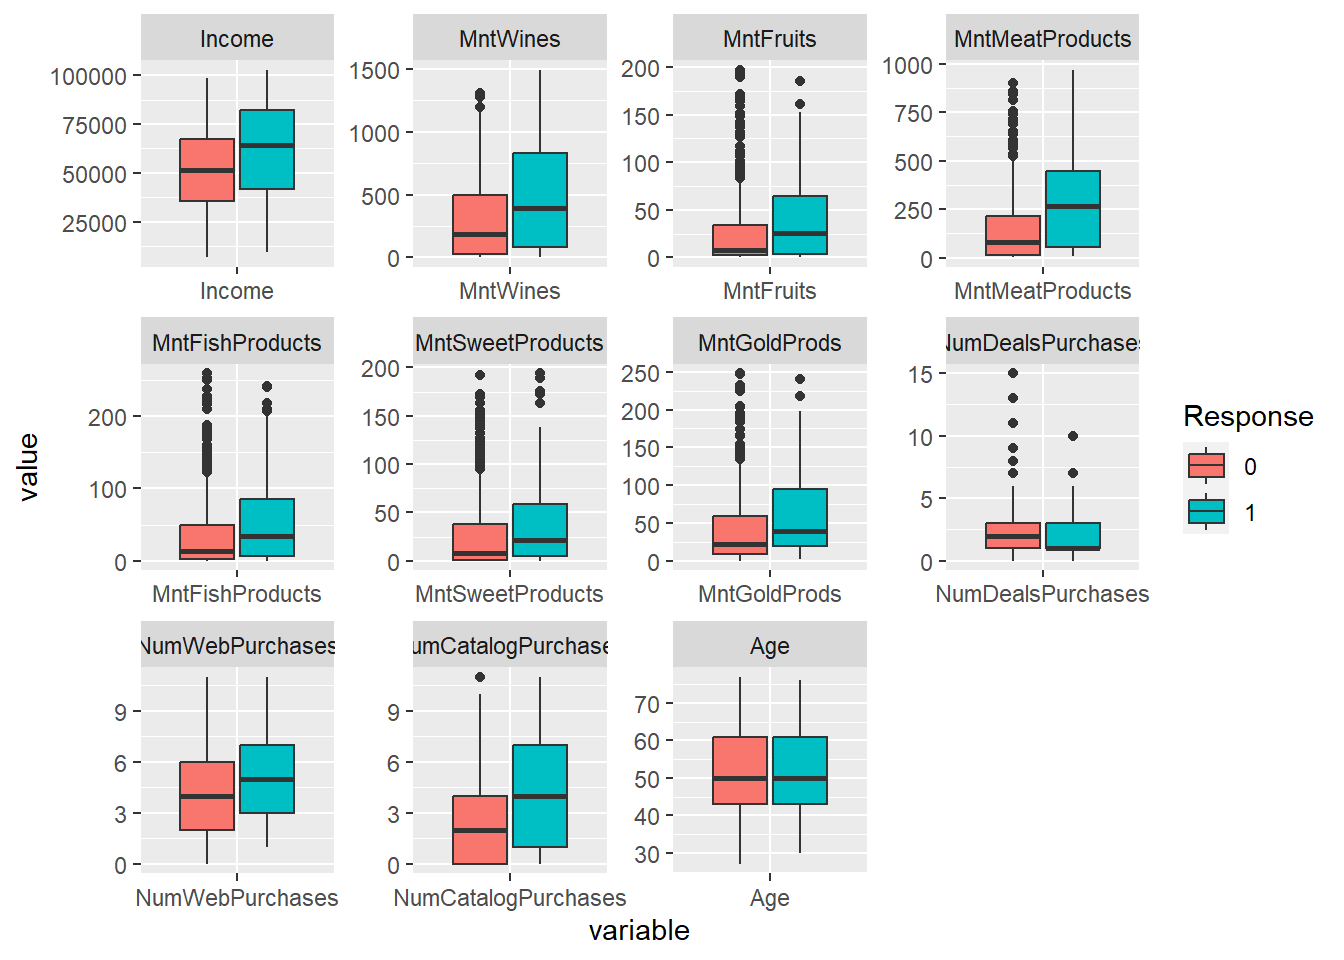 Income
MntWines
MntFruits
MntMeatProducts
100000
75000
50000
25000
1500
1000
500
0
200
150
100
50
0
1000
750
500
250
0
Income
MntWines
MntFruits
MntMeatProducts
MntFishProducts
MntSweetProducts
MntGoldProds
NumDealsPurchases
200
100
0
200
150
100
50
0
250
200
150
100
50
0
15
10
5
0
MntFishProducts
MntSweetProducts
MntGoldProds
NumDealsPurchases
NumWebPurchases
umCatalogPurchase
Age
9
6
3
0
9
6
3
0
70
60
50
40
30
NumWebPurchases
NumCatalogPurchases
Age
variable
value
Response
0
1